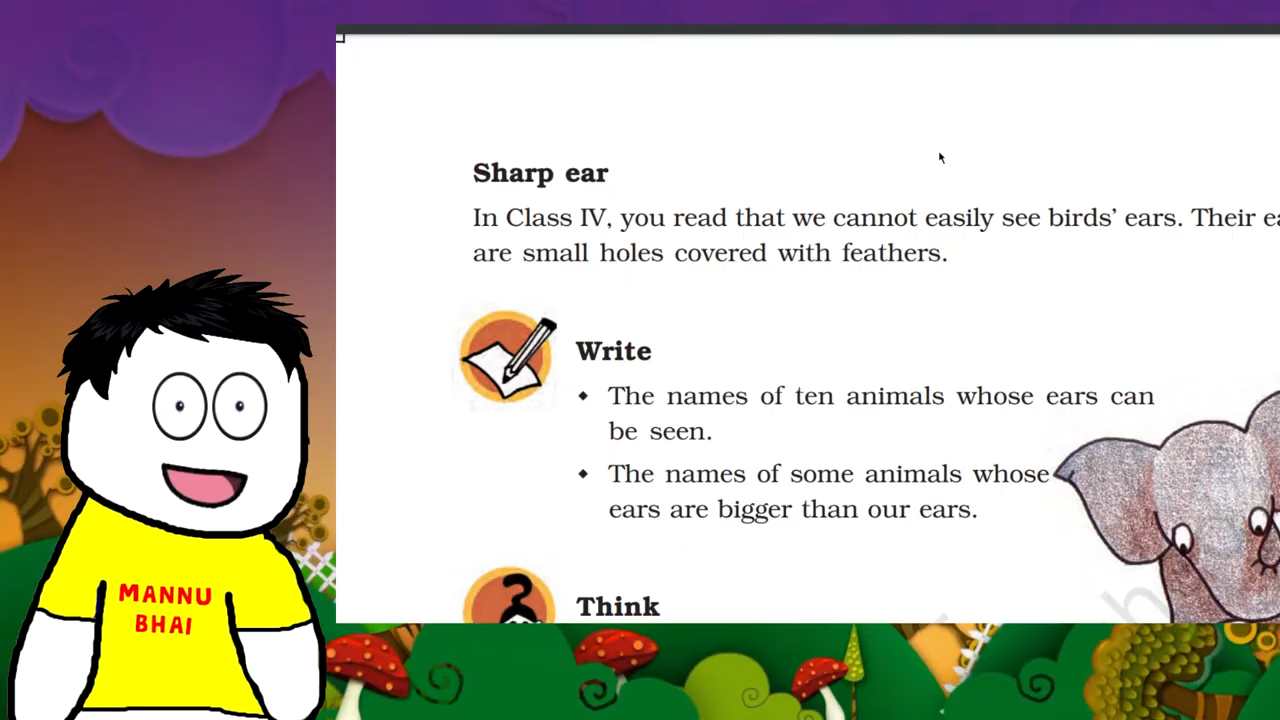 Sharp ear
In Class IV, you read that we cannot easily see birds' ears. Their
are small holes covered with feathers.
Write
• The names of ten animals whose ears can
be seen.
• The names of some animals whose
ears are bigger than our ears.
Think
MANNU
BHAI